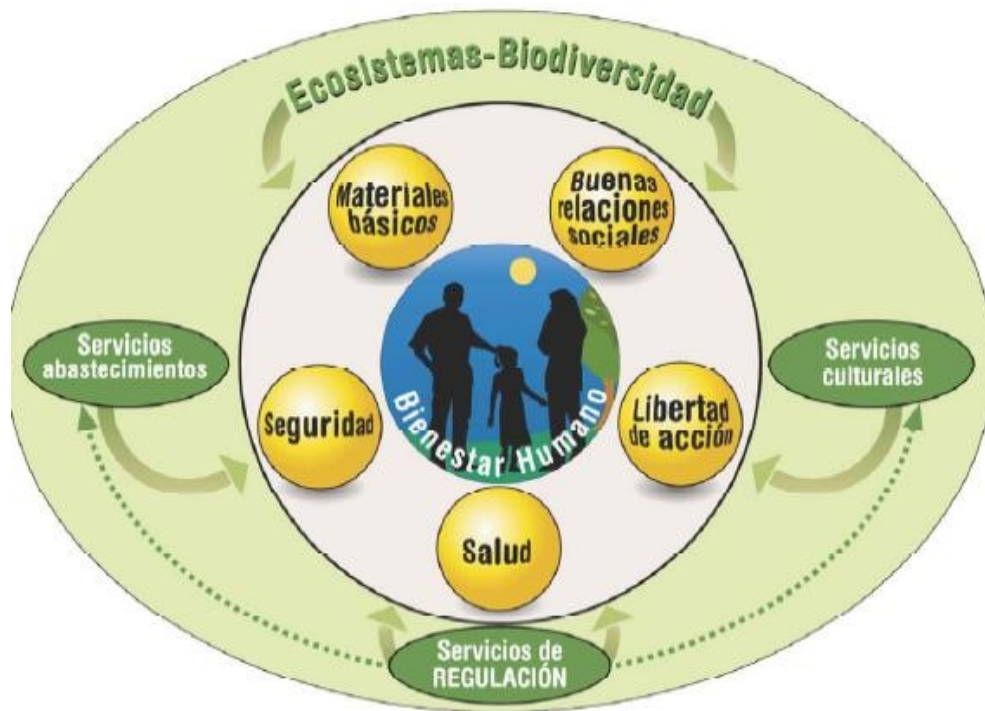 Ecosistemas-Biodiversidad
Materiales
básicos
Buenas
relaciones
sociales
Servicios
abastecimientos
Servicios
culturales
Seguridad
Libertad
de acción
Bienestar Humano
Salud
Servicios de
REGULACIÓN